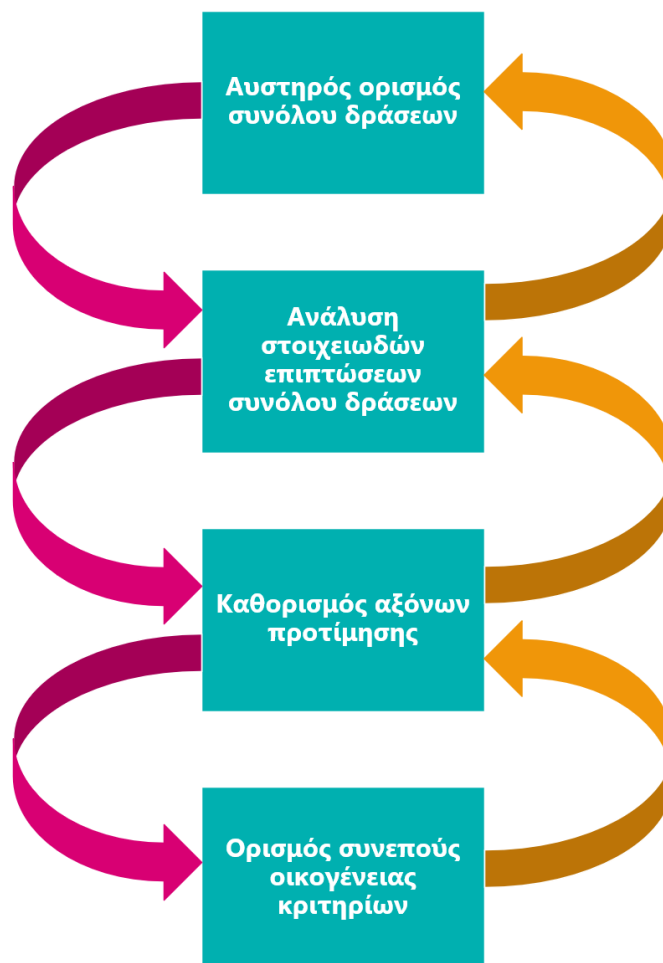 Αυστηρός ορισμός
συνόλου δράσεων
Ανάλυση
στοιχειωδών
επιπτώσεων
συνόλου δράσεων
Καθορισμός αξόνων
προτίμησης
Ορισμός συνεπούς
οικογένειας
κριτηρίων